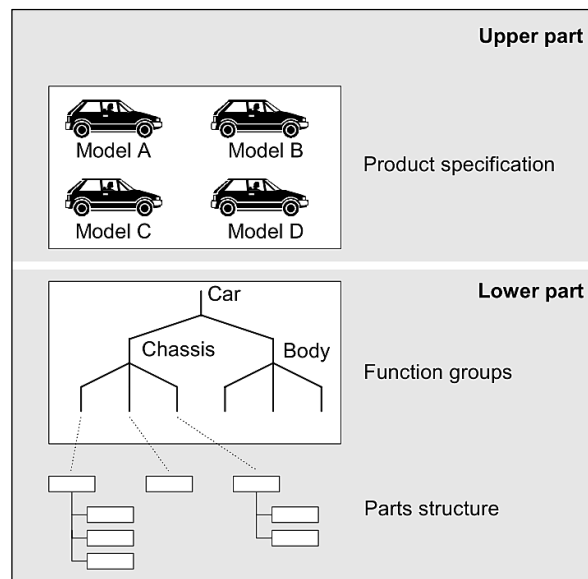 Upper part
Model A
Model B
Product specification
Model C
Model D
Lower part
Car
Chassis
Body
Function groups
Parts structure